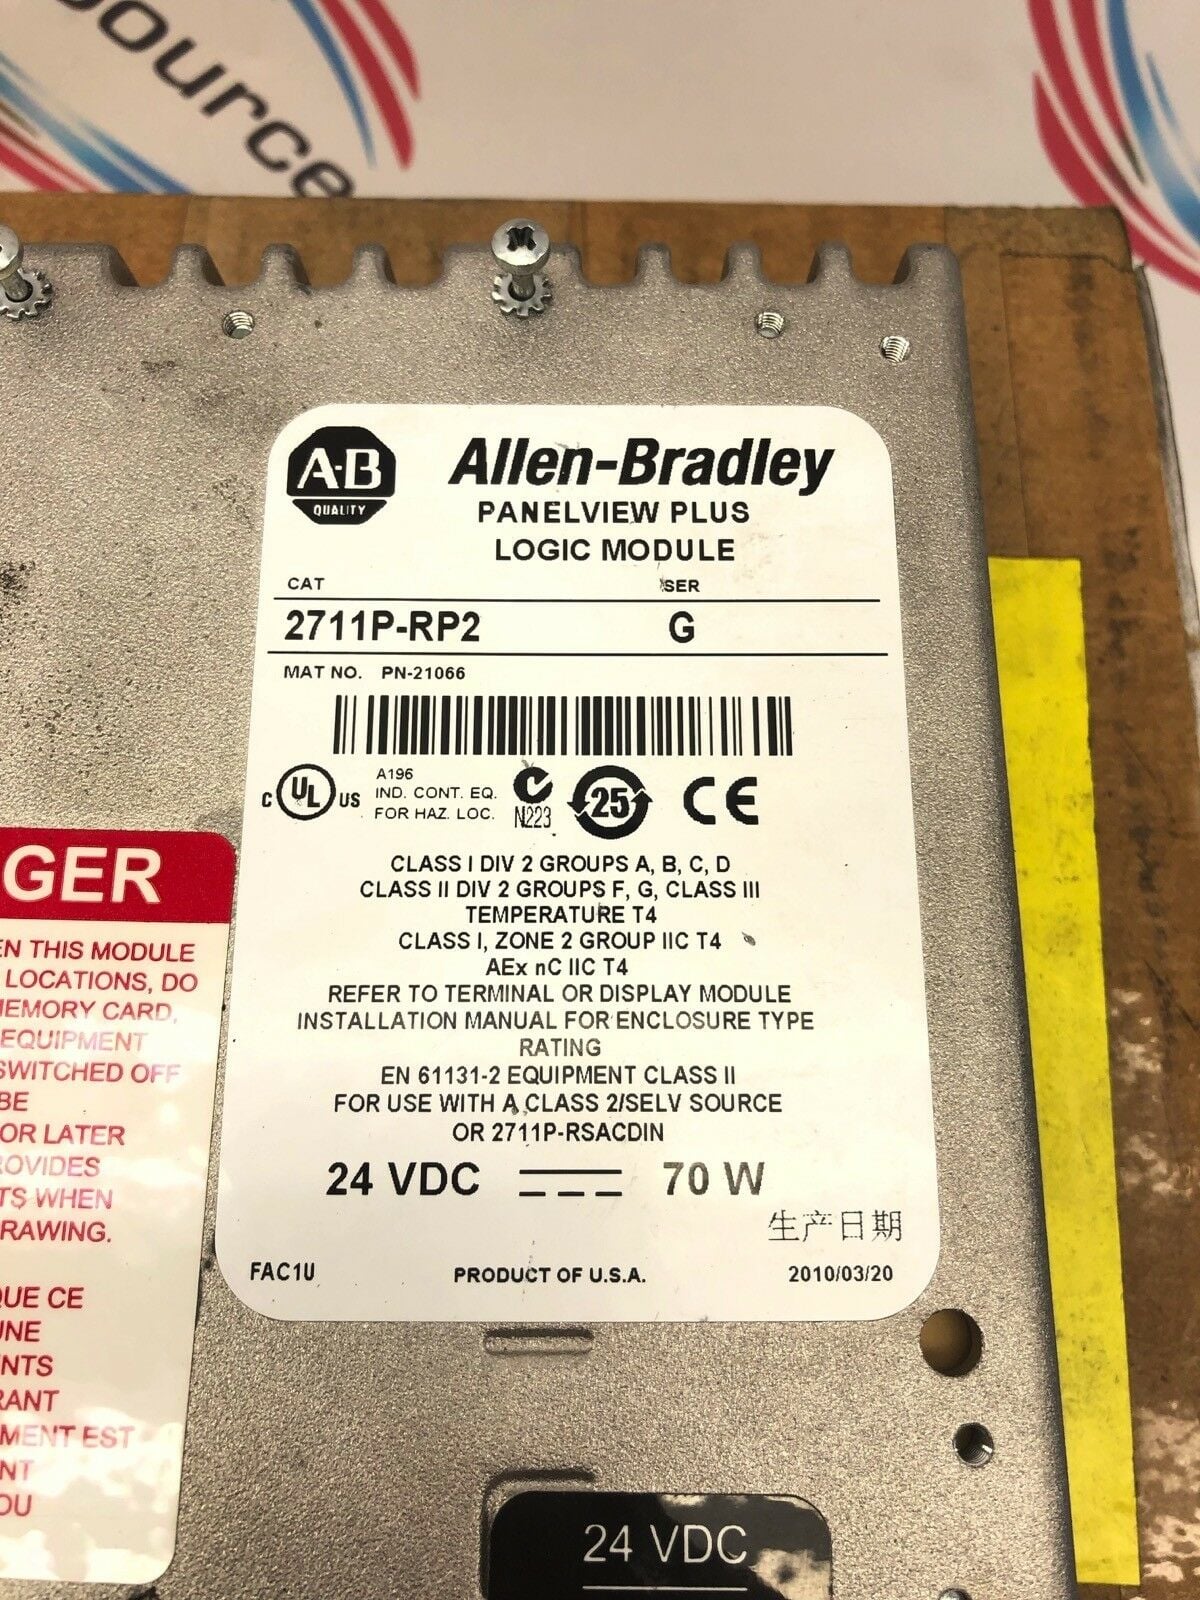 ource
A-B
QUALITY
Allen-Bradley
PANELVIEW PLUS
LOGIC MODULE
CAT SER
2711P-RP2 G
MAT NO. PN-21066
C UL US
A196
IND. CONT. EQ.
FOR HAZ. LOC.
N223
25
CE
CLASS I DIV 2 GROUPS A, B, C, D
CLASS II DIV 2 GROUPS F, G, CLASS III
TEMPERATURE T4
CLASS I, ZONE 2 GROUP IIC T4
AEx nC IIC T4
REFER TO TERMINAL OR DISPLAY MODULE
INSTALLATION MANUAL FOR ENCLOSURE TYPE
RATING
EN 61131-2 EQUIPMENT CLASS II
FOR USE WITH A CLASS 2/SELV SOURCE
OR 2711P-RSACDIN
24 VDC 70 W
生产日期
FAC1U PRODUCT OF U.S.A. 2010/03/20
GER
EN THIS MODULE
LOCATIONS, DO
MEMORY CARD,
EQUIPMENT
SWITCHED OFF
BE
OR LATER
ROVIDES
TS WHEN
RAWING.
QUE CE
UNE
ENTS
RANT
MENT EST
NT
OU
24 VDC